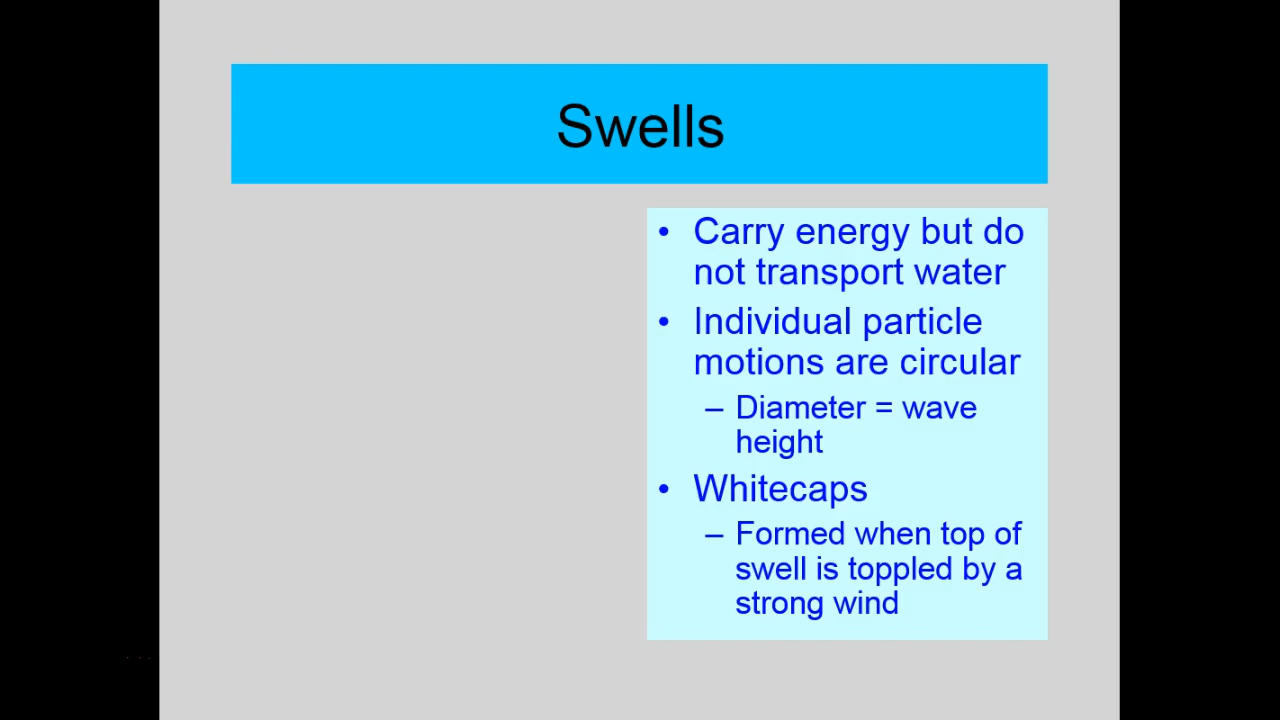 Swells
• Carry energy but do
not transport water
• Individual particle
motions are circular
– Diameter = wave
height
• Whitecaps
– Formed when top of
swell is toppled by a
strong wind